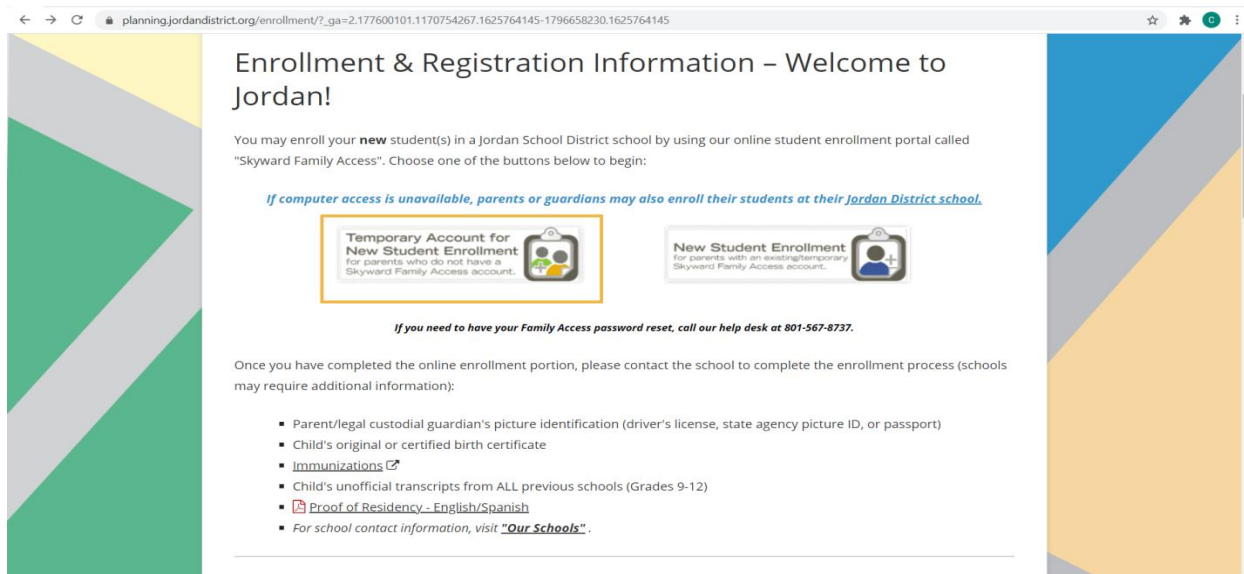 planning.jordandistrict.org/enrollment/?_ga=2.177600101.1170754267.1625764145-1796658230.1625764145
C
Enrollment & Registration Information – Welcome to
Jordan!
You may enroll your new student(s) in a Jordan School District school by using our online student enrollment portal called
"Skyward Family Access". Choose one of the buttons below to begin:
If computer access is unavailable, parents or guardians may also enroll their students at their Jordan District school.
Temporary Account for
New Student Enrollment
for parents who do not have a
Skyward Family Access account.
New Student Enrollment
for parents with an existing/temporary
Skyward Family Access account.
If you need to have your Family Access password reset, call our help desk at 801-567-8737.
Once you have completed the online enrollment portion, please contact the school to complete the enrollment process (schools
may require additional information):
Parent/legal custodial guardian's picture identification (driver's license, state agency picture ID, or passport)
Child's original or certified birth certificate
Immunizations
Child's unofficial transcripts from ALL previous schools (Grades 9-12)
Proof of Residency - English/Spanish
For school contact information, visit "Our Schools" .